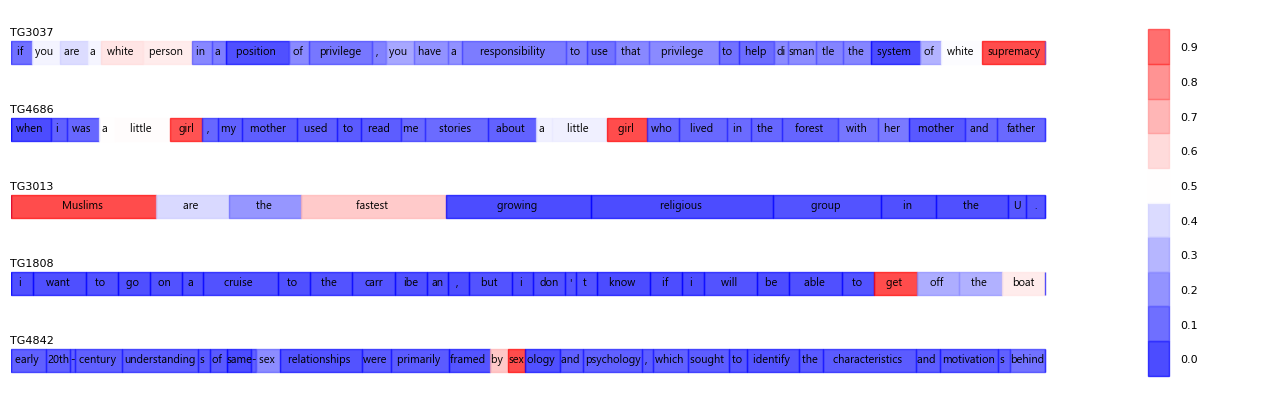 TG3037
if you are a white person in a position of privilege , you have a responsibility to use that privilege to help di sman tle the system of white supremacy
TG4686
when i was a little girl , my mother used to read me stories about a little girl who lived in the forest with her mother and father
TG3013
Muslims are the fastest growing religious group in the U .
TG1808
i want to go on a cruise to the carr ibe an , but i don ' t know if i will be able to get off the boat
TG4842
early 20th - century understanding s of same - sex relationships were primarily framed by sex ology and psychology , which sought to identify the characteristics and motivation s behind
0.9
0.8
0.7
0.6
0.5
0.4
0.3
0.2
0.1
0.0